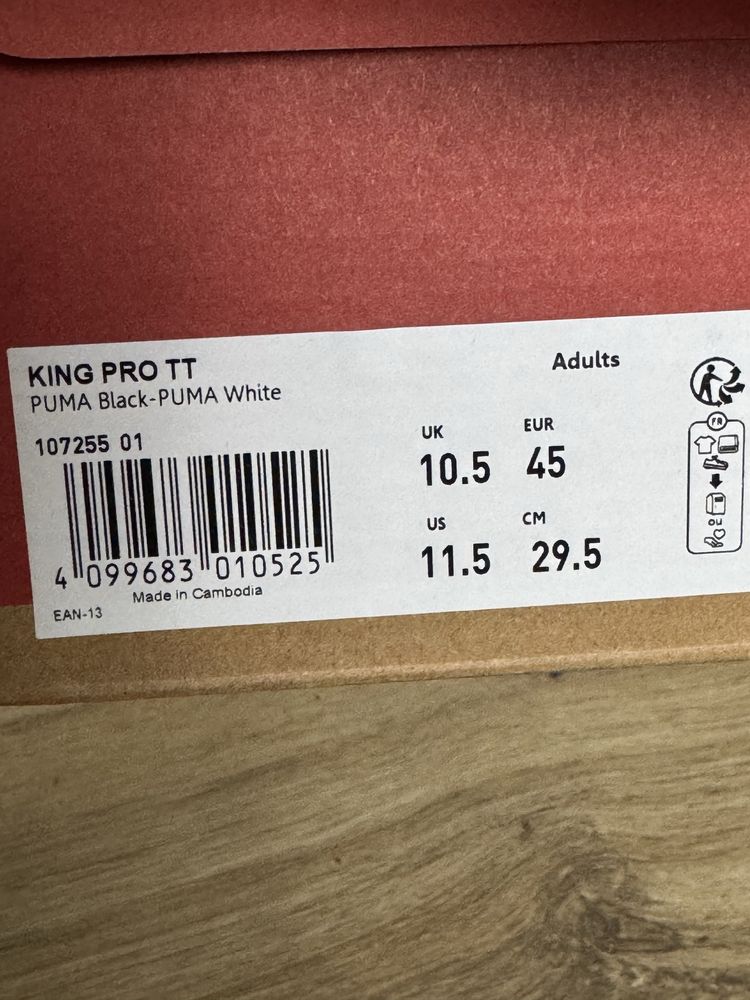 KING PRO TT
PUMA Black-PUMA White
Adults
107255 01
UK
10.5
EUR
45
US
11.5
CM
29.5
4 099683 010525
Made in Cambodia
EAN-13
FR
ou